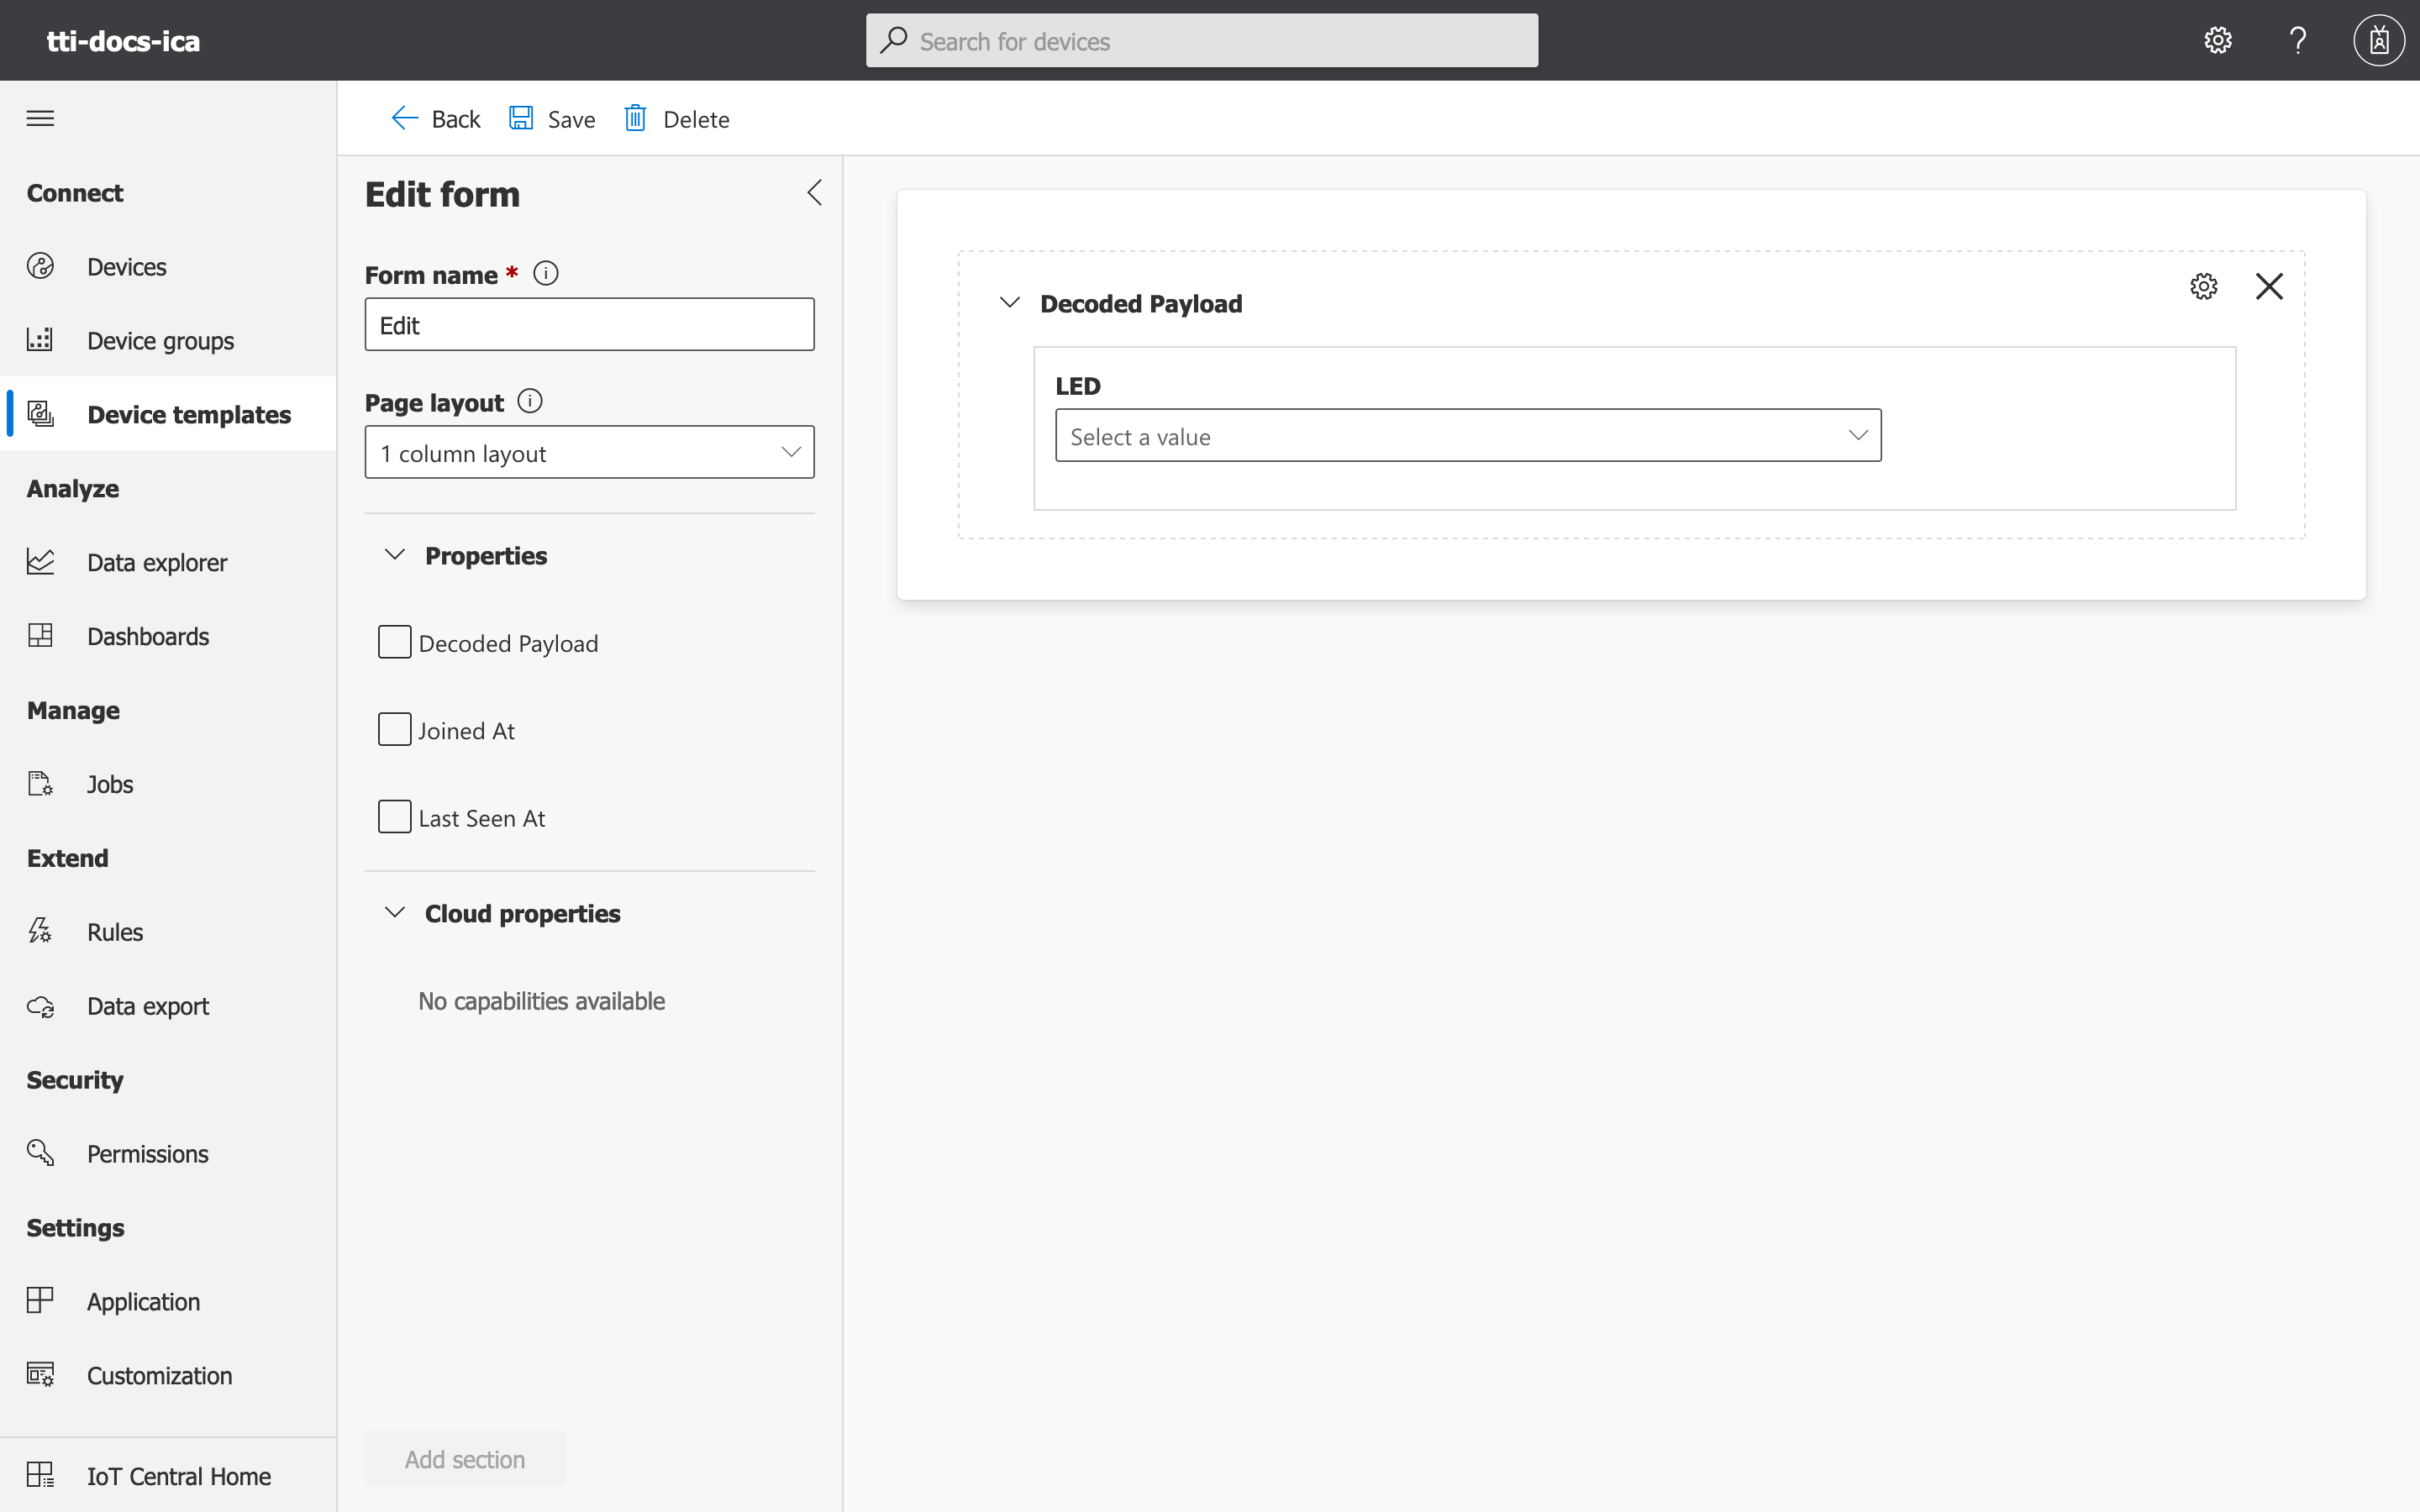 tti-docs-ica
Search for devices
Back
Save
Delete
Connect
Devices
Device groups
Device templates
Analyze
Data explorer
Dashboards
Manage
Jobs
Extend
Rules
Data export
Security
Permissions
Settings
Application
Customization
IoT Central Home
Edit form
Form name *
Edit
Page layout
1 column layout
Properties
Decoded Payload
Joined At
Last Seen At
Cloud properties
No capabilities available
Add section
Decoded Payload
LED
Select a value